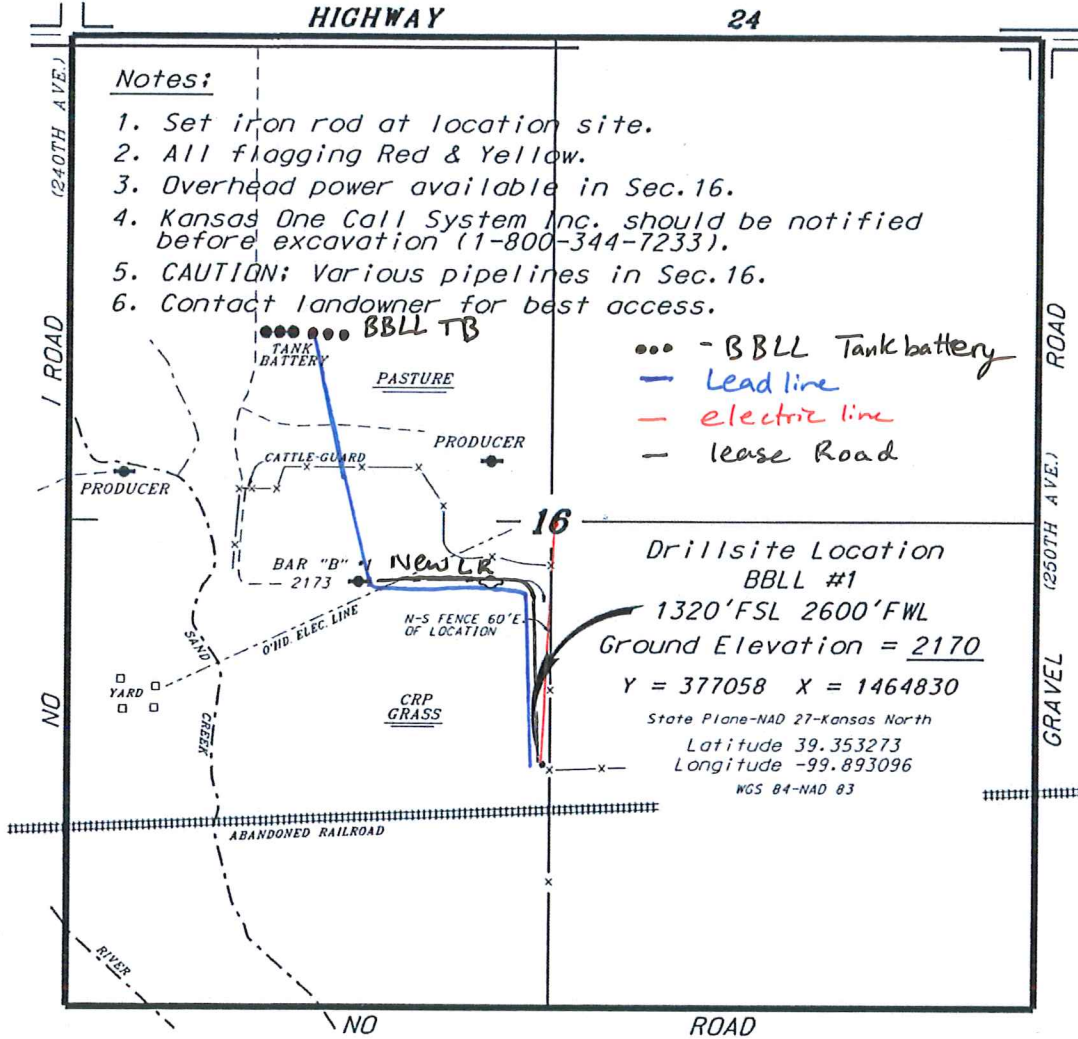 HIGHWAY 24
(240TH AVE.)
I ROAD
NO
Notes:
1. Set iron rod at location site.
2. All flagging Red & Yellow.
3. Overhead power available in Sec.16.
4. Kansas One Call System Inc. should be notified
before excavation (1-800-344-7233).
5. CAUTION: Various pipelines in Sec.16.
6. Contact landowner for best access.
BBLL TB
TANK
BATTERY
PASTURE
- BBLL Tank battery
Lead line
electric line
lease Road
ROAD
(250TH AVE.)
GRAVEL
PRODUCER
CATTLE-GUARD
PRODUCER
16
BAR "B" 1
2173
New LR
N-S FENCE 60'E.
OF LOCATION
O'HD. ELEC. LINE
Drillsite Location
BBLL #1
1320'FSL 2600'FWL
Ground Elevation = 2170
Y = 377058 X = 1464830
State Plane-NAD 27-Kansas North
Latitude 39.353273
Longitude -99.893096
WGS 84-NAD 83
SAND
CREEK
YARD
CRP
GRASS
ABANDONED RAILROAD
RIVER
NO ROAD